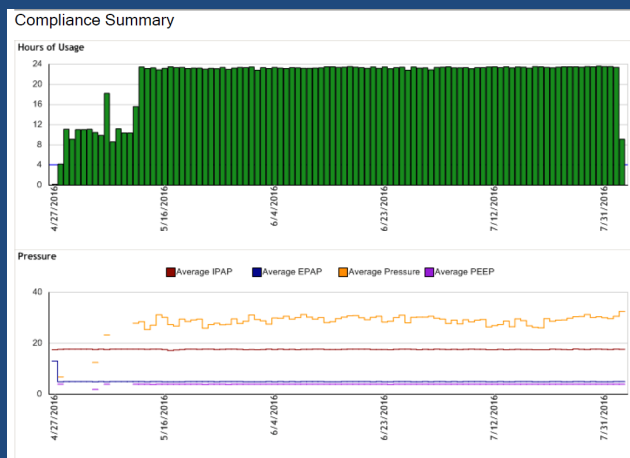 Compliance Summary
Hours of Usage
24
20
16
12
8
4
0
4/27/2016 5/16/2016 6/4/2016 6/23/2016 7/12/2016 7/31/2016
Pressure
Average IPAP Average EPAP Average Pressure Average PEEP
40
20
0
4/27/2016 5/16/2016 6/4/2016 6/23/2016 7/12/2016 7/31/2016